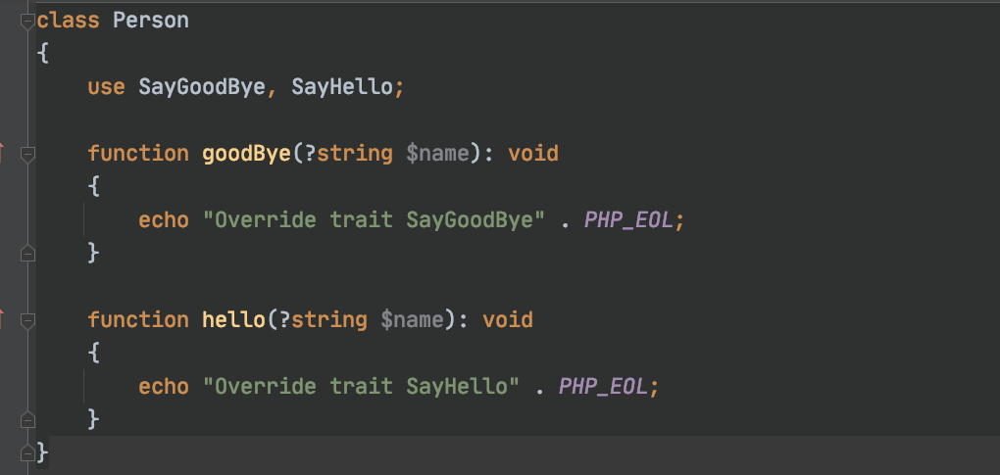 class Person
{
    use SayGoodBye, SayHello;

    function goodBye(?string $name): void
    {
        echo "Override trait SayGoodBye" . PHP_EOL;
    }

    function hello(?string $name): void
    {
        echo "Override trait SayHello" . PHP_EOL;
    }
}